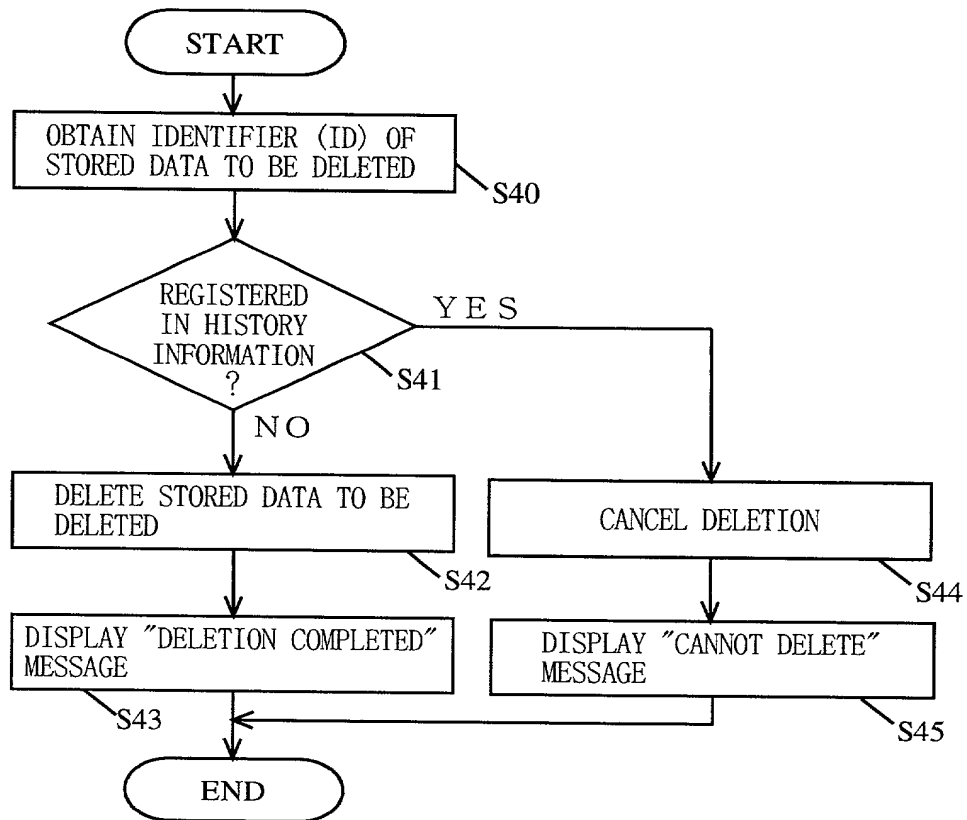 START
OBTAIN IDENTIFIER (ID) OF
STORED DATA TO BE DELETED
S40
REGISTERED
IN HISTORY
INFORMATION
?
S41
YES
NO
DELETE STORED DATA TO BE
DELETED
S42
CANCEL DELETION
S44
DISPLAY "DELETION COMPLETED"
MESSAGE
S43
DISPLAY "CANNOT DELETE"
MESSAGE
S45
END